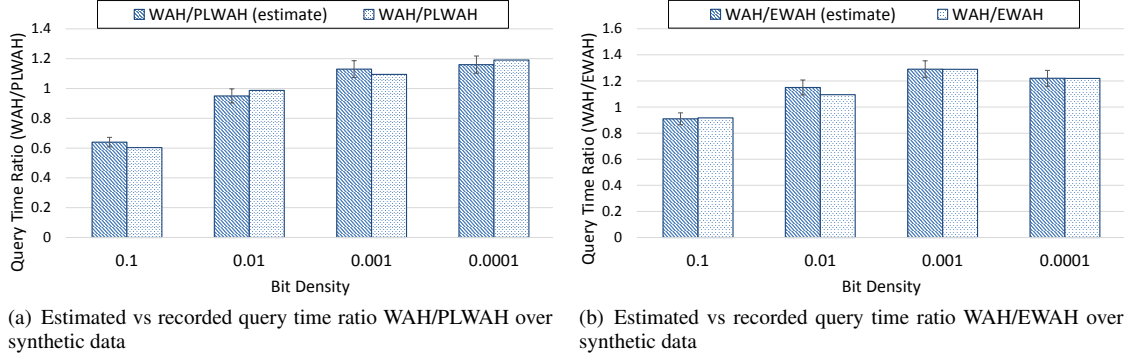 WAH/PLWAH (estimate) WAH/PLWAH
Query Time Ratio (WAH/PLWAH)
1.4
1.2
1
0.8
0.6
0.4
0.2
0
0.1 0.01 0.001 0.0001
Bit Density
(a) Estimated vs recorded query time ratio WAH/PLWAH over
synthetic data
WAH/EWAH (estimate) WAH/EWAH
Query Time Ratio (WAH/EWAH)
1.6
1.4
1.2
1
0.8
0.6
0.4
0.2
0
0.1 0.01 0.001 0.0001
Bit Density
(b) Estimated vs recorded query time ratio WAH/EWAH over
synthetic data